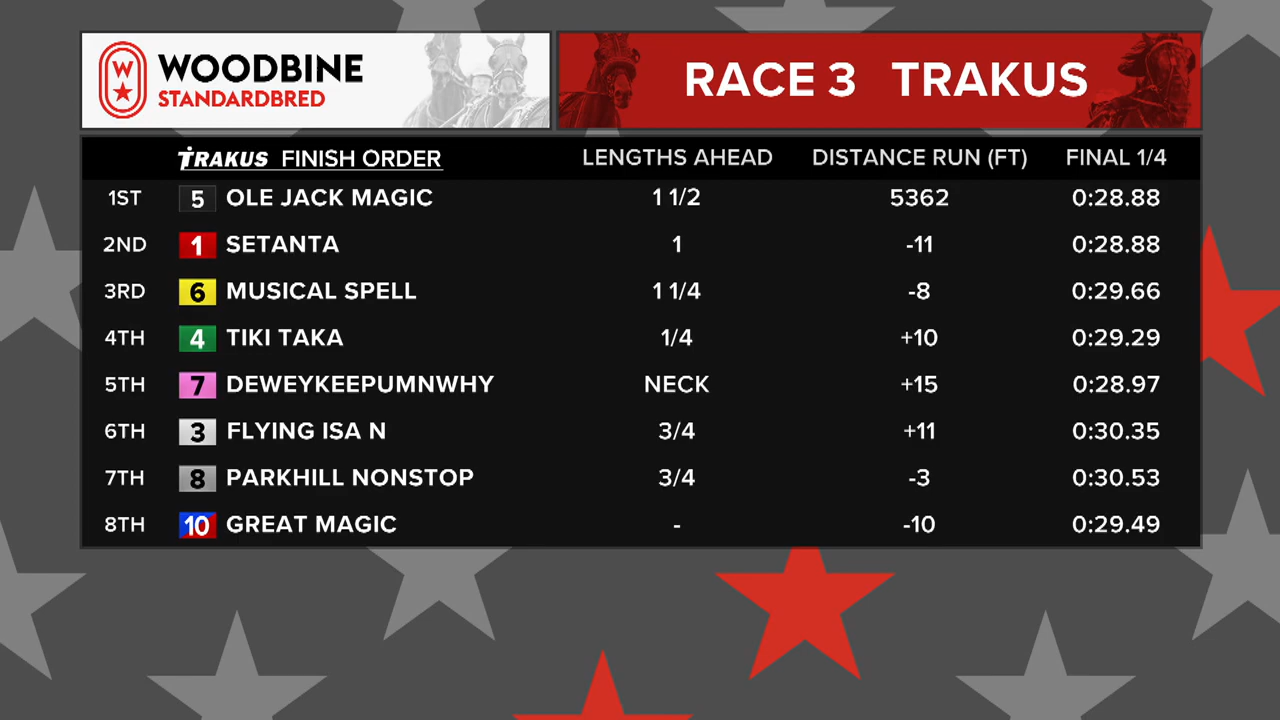 W
WOODBINE
STANDARDBRED
RACE 3 TRAKUS
TRAKUS FINISH ORDER LENGTHS AHEAD DISTANCE RUN (FT) FINAL 1/4
1ST 5 OLE JACK MAGIC 1 1/2 5362 0:28.88
2ND 1 SETANTA 1 -11 0:28.88
3RD 6 MUSICAL SPELL 1 1/4 -8 0:29.66
4TH 4 TIKI TAKA 1/4 +10 0:29.29
5TH 7 DEWEYKEEPUMNWHY NECK +15 0:28.97
6TH 3 FLYING ISA N 3/4 +11 0:30.35
7TH 8 PARKHILL NONSTOP 3/4 -3 0:30.53
8TH 10 GREAT MAGIC - -10 0:29.49